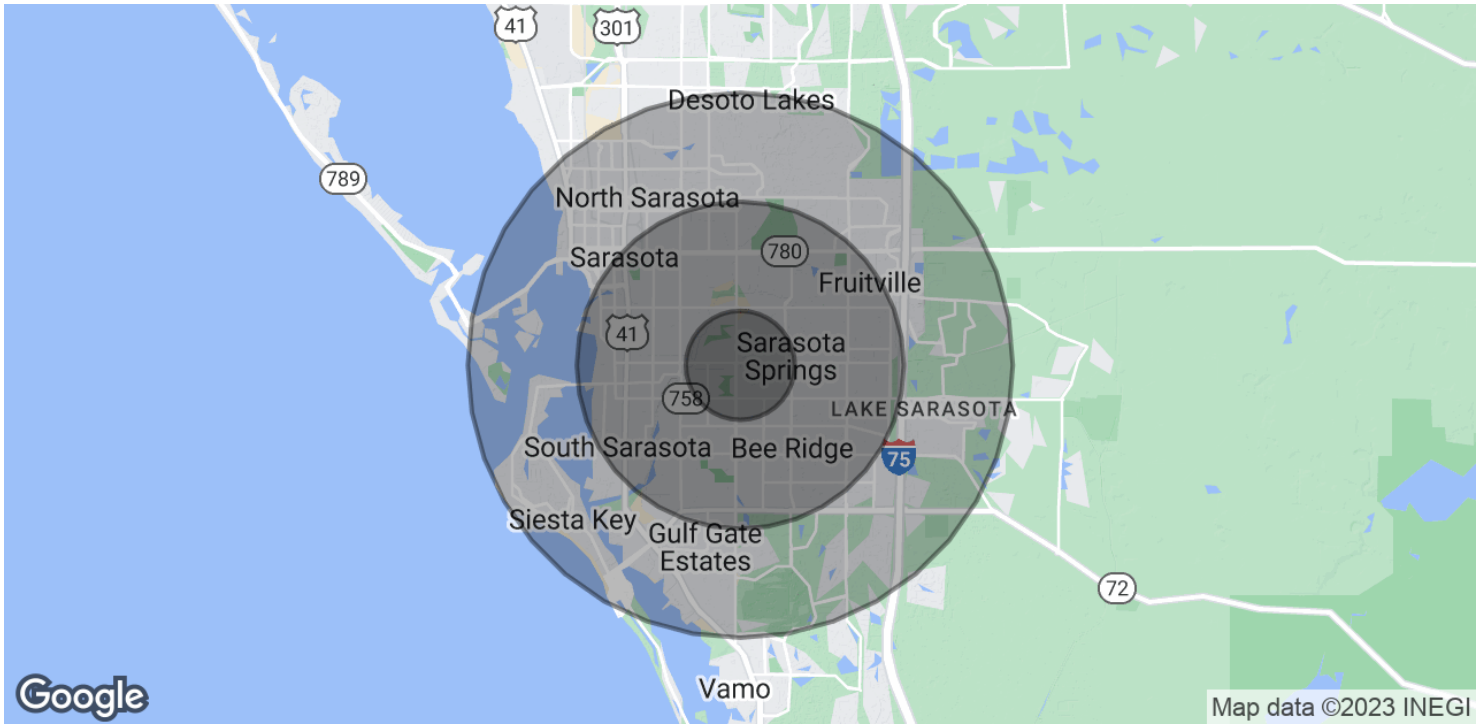 41
301
Desoto Lakes
789
North Sarasota
780
Sarasota
Fruitville
41
Sarasota
Springs
758
LAKE SARASOTA
South Sarasota
Bee Ridge
75
Siesta Key
Gulf Gate
Estates
72
Vamo
Google
Map data ©2023 INEGI